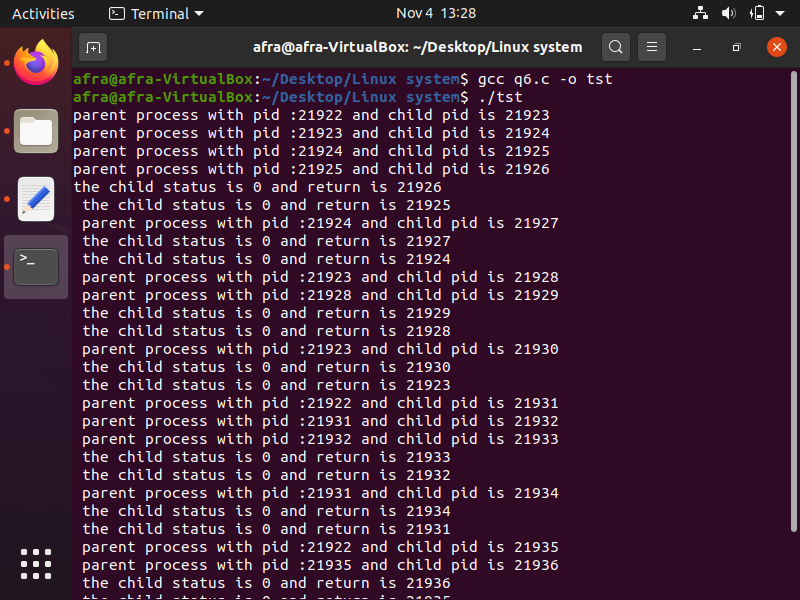 Activities Terminal Nov 4 13:28
afra@afra-VirtualBox: ~/Desktop/Linux system
afra@afra-VirtualBox:~/Desktop/Linux system$ gcc q6.c -o tst
afra@afra-VirtualBox:~/Desktop/Linux system$ ./tst
parent process with pid :21922 and child pid is 21923
parent process with pid :21923 and child pid is 21924
parent process with pid :21924 and child pid is 21925
parent process with pid :21925 and child pid is 21926
the child status is 0 and return is 21926
the child status is 0 and return is 21925
parent process with pid :21924 and child pid is 21927
the child status is 0 and return is 21927
the child status is 0 and return is 21924
parent process with pid :21923 and child pid is 21928
parent process with pid :21928 and child pid is 21929
the child status is 0 and return is 21929
the child status is 0 and return is 21928
parent process with pid :21923 and child pid is 21930
the child status is 0 and return is 21930
the child status is 0 and return is 21923
parent process with pid :21922 and child pid is 21931
parent process with pid :21931 and child pid is 21932
parent process with pid :21932 and child pid is 21933
the child status is 0 and return is 21933
the child status is 0 and return is 21932
parent process with pid :21931 and child pid is 21934
the child status is 0 and return is 21934
the child status is 0 and return is 21931
parent process with pid :21922 and child pid is 21935
parent process with pid :21935 and child pid is 21936
the child status is 0 and return is 21936
the child status is 0 and return is 21935